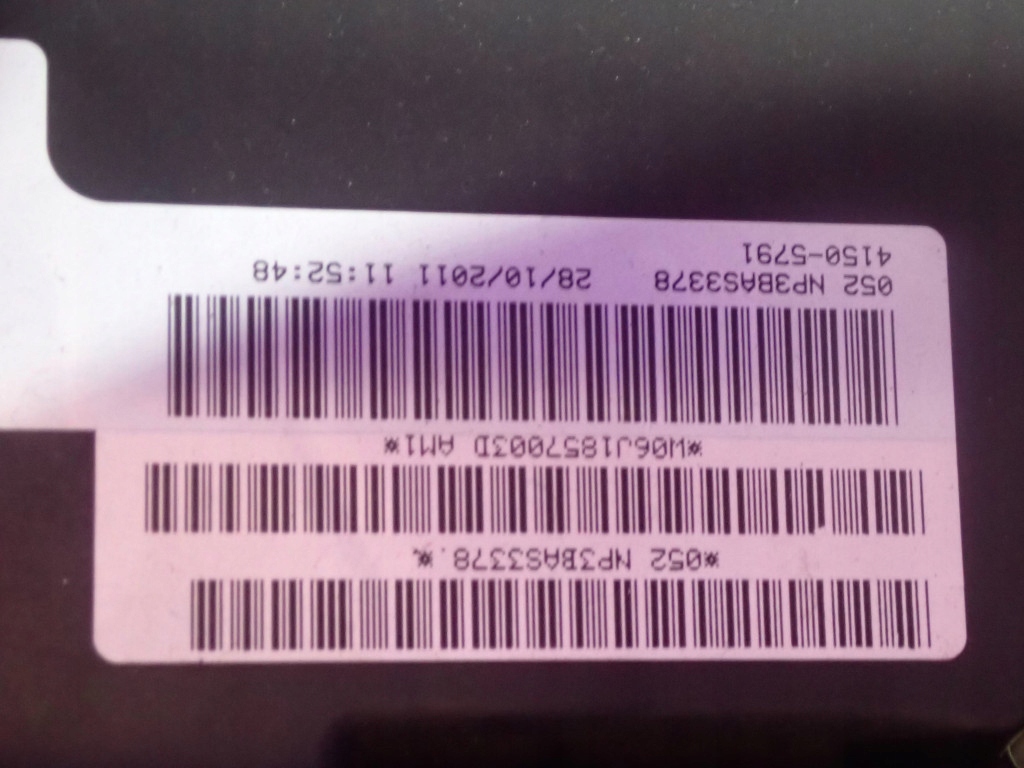 *052 NP3BAS3378.*
*W06J1857003D AM1*
052 NP3BAS3378 28/10/2011 11:52:48
4150-5791